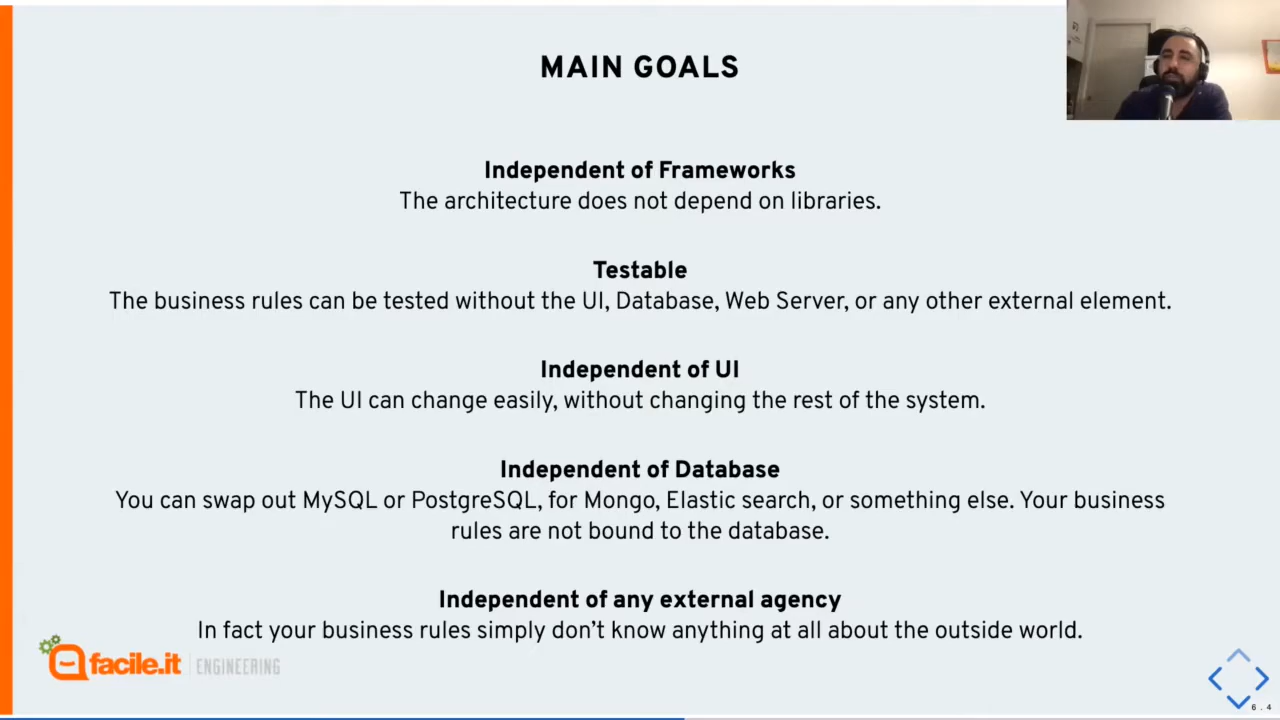 MAIN GOALS
Independent of Frameworks
The architecture does not depend on libraries.
Testable
The business rules can be tested without the UI, Database, Web Server, or any other external element.
Independent of UI
The UI can change easily, without changing the rest of the system.
Independent of Database
You can swap out MySQL or PostgreSQL, for Mongo, Elastic search, or something else. Your business
rules are not bound to the database.
Independent of any external agency
In fact your business rules simply don't know anything at all about the outside world.
facile.it ENGINEERING
6.4